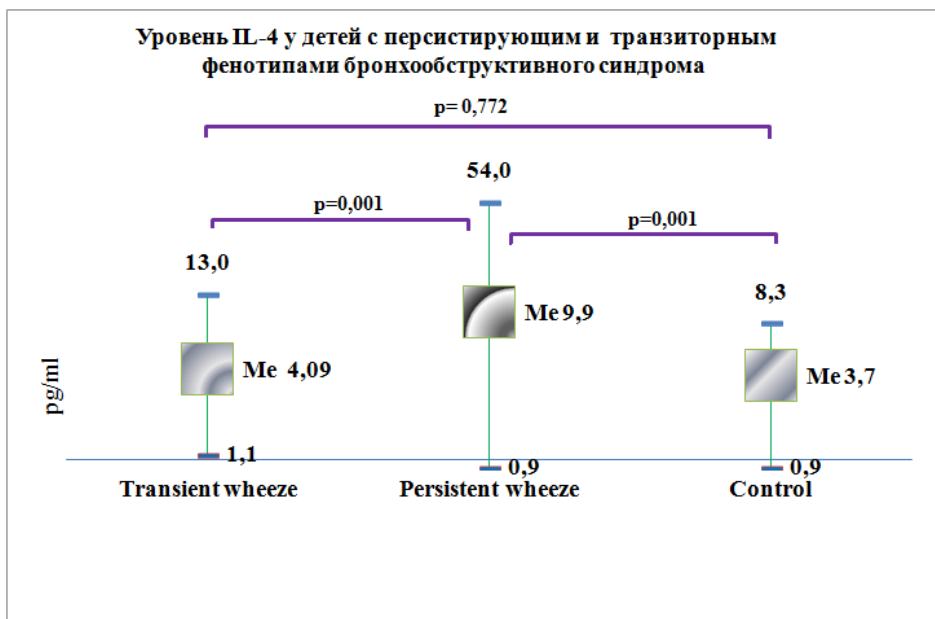 Уровень IL-4 у детей с персистирующим и транзиторным
фенотипами бронхообструктивного синдрома
p= 0,772
54,0
p=0,001
p=0,001
13,0
8,3
Me 9,9
Me 4,09
Me 3,7
pg/ml
1,1
0,9
0,9
Transient wheeze
Persistent wheeze
Control